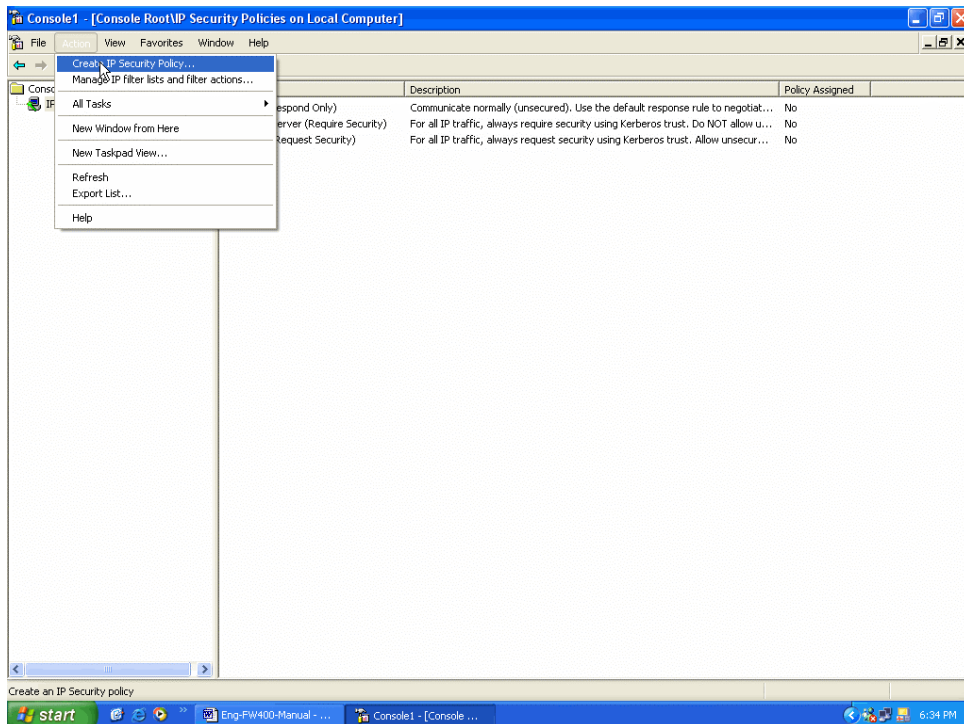 Console1 - [Console Root\IP Security Policies on Local Computer]
File Action View Favorites Window Help
Create IP Security Policy...
Manage IP filter lists and filter actions...
All Tasks
New Window from Here
New Taskpad View...
Refresh
Export List...
Help
Conso
IP
Description
Policy Assigned
espond Only)
Communicate normally (unsecured). Use the default response rule to negotiat...
No
erver (Require Security)
For all IP traffic, always require security using Kerberos trust. Do NOT allow u...
No
Request Security)
For all IP traffic, always request security using Kerberos trust. Allow unsecur...
No
Create an IP Security policy
start
Eng-FW400-Manual - ...
Console1 - [Console ...
6:34 PM